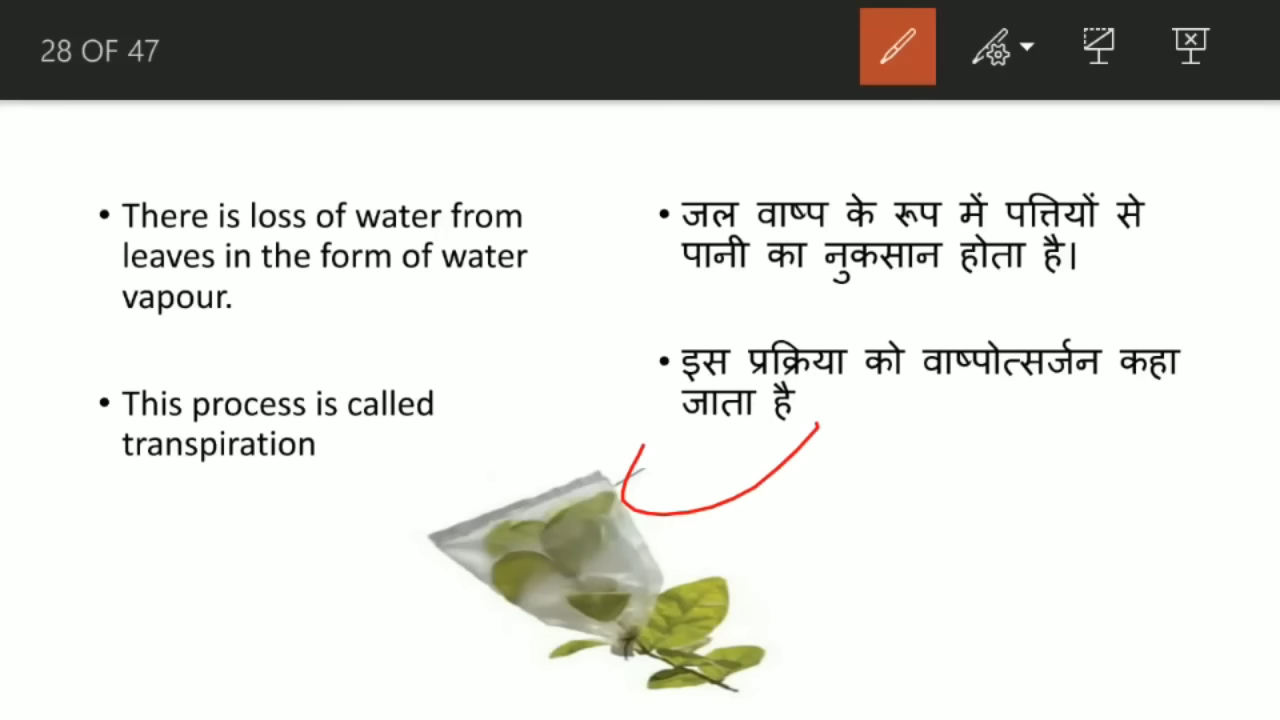 28 OF 47
• There is loss of water from
leaves in the form of water
vapour.
• This process is called
transpiration
• जल वाष्प के रूप में पत्तियों से
पानी का नुकसान होता है।
• इस प्रक्रिया को वाष्पोत्सर्जन कहा
जाता है